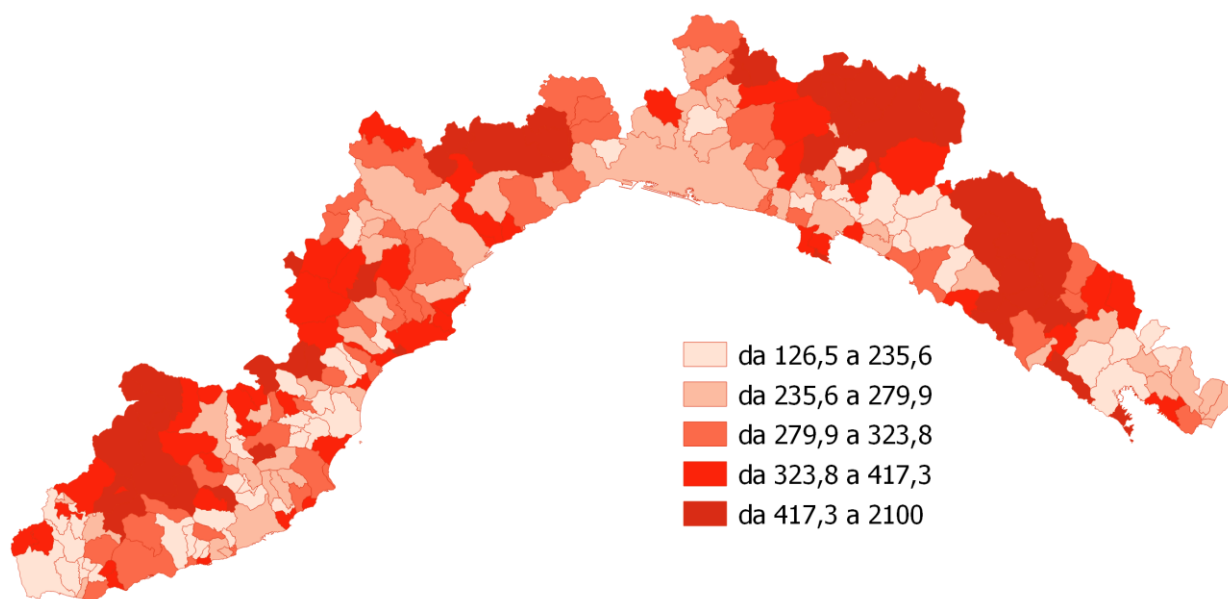 da 126,5 a 235,6
da 235,6 a 279,9
da 279,9 a 323,8
da 323,8 a 417,3
da 417,3 a 2100